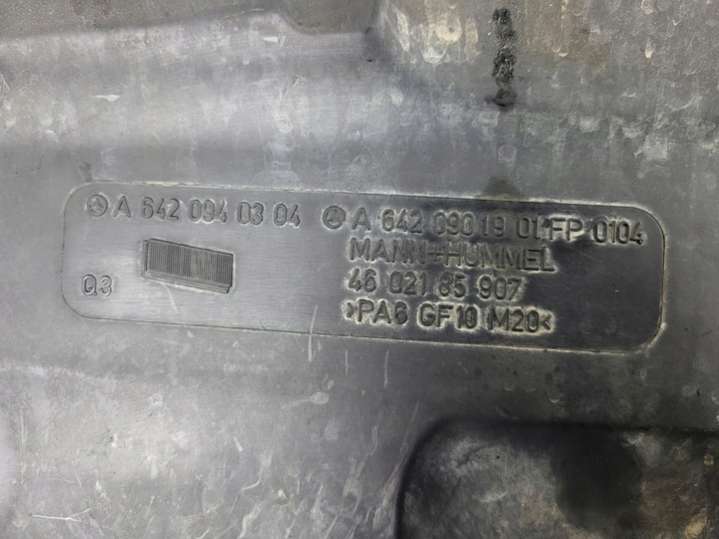 A 642 094 03 04
Q3
A 642 090 19 01 FP 0104
MANN+HUMMEL
46 021 85 907
>PA6 GF10 M20<